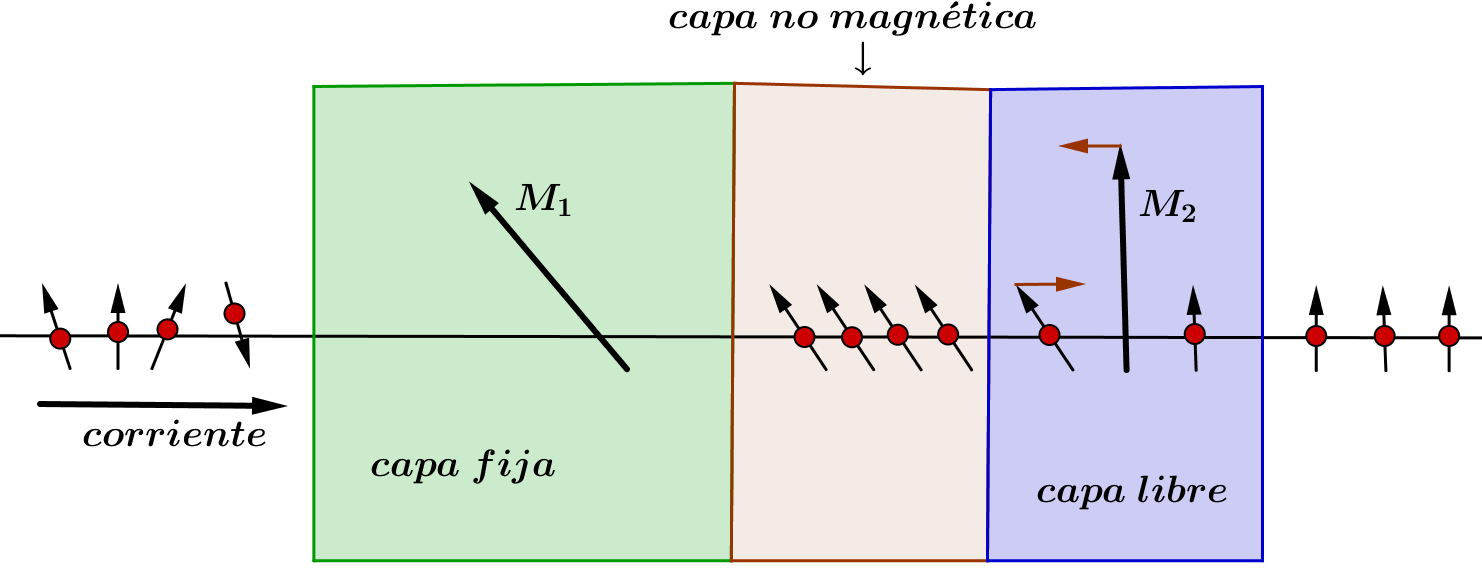 capa no magnética
↓
M₁
M₂
corriente
capa fija
capa libre